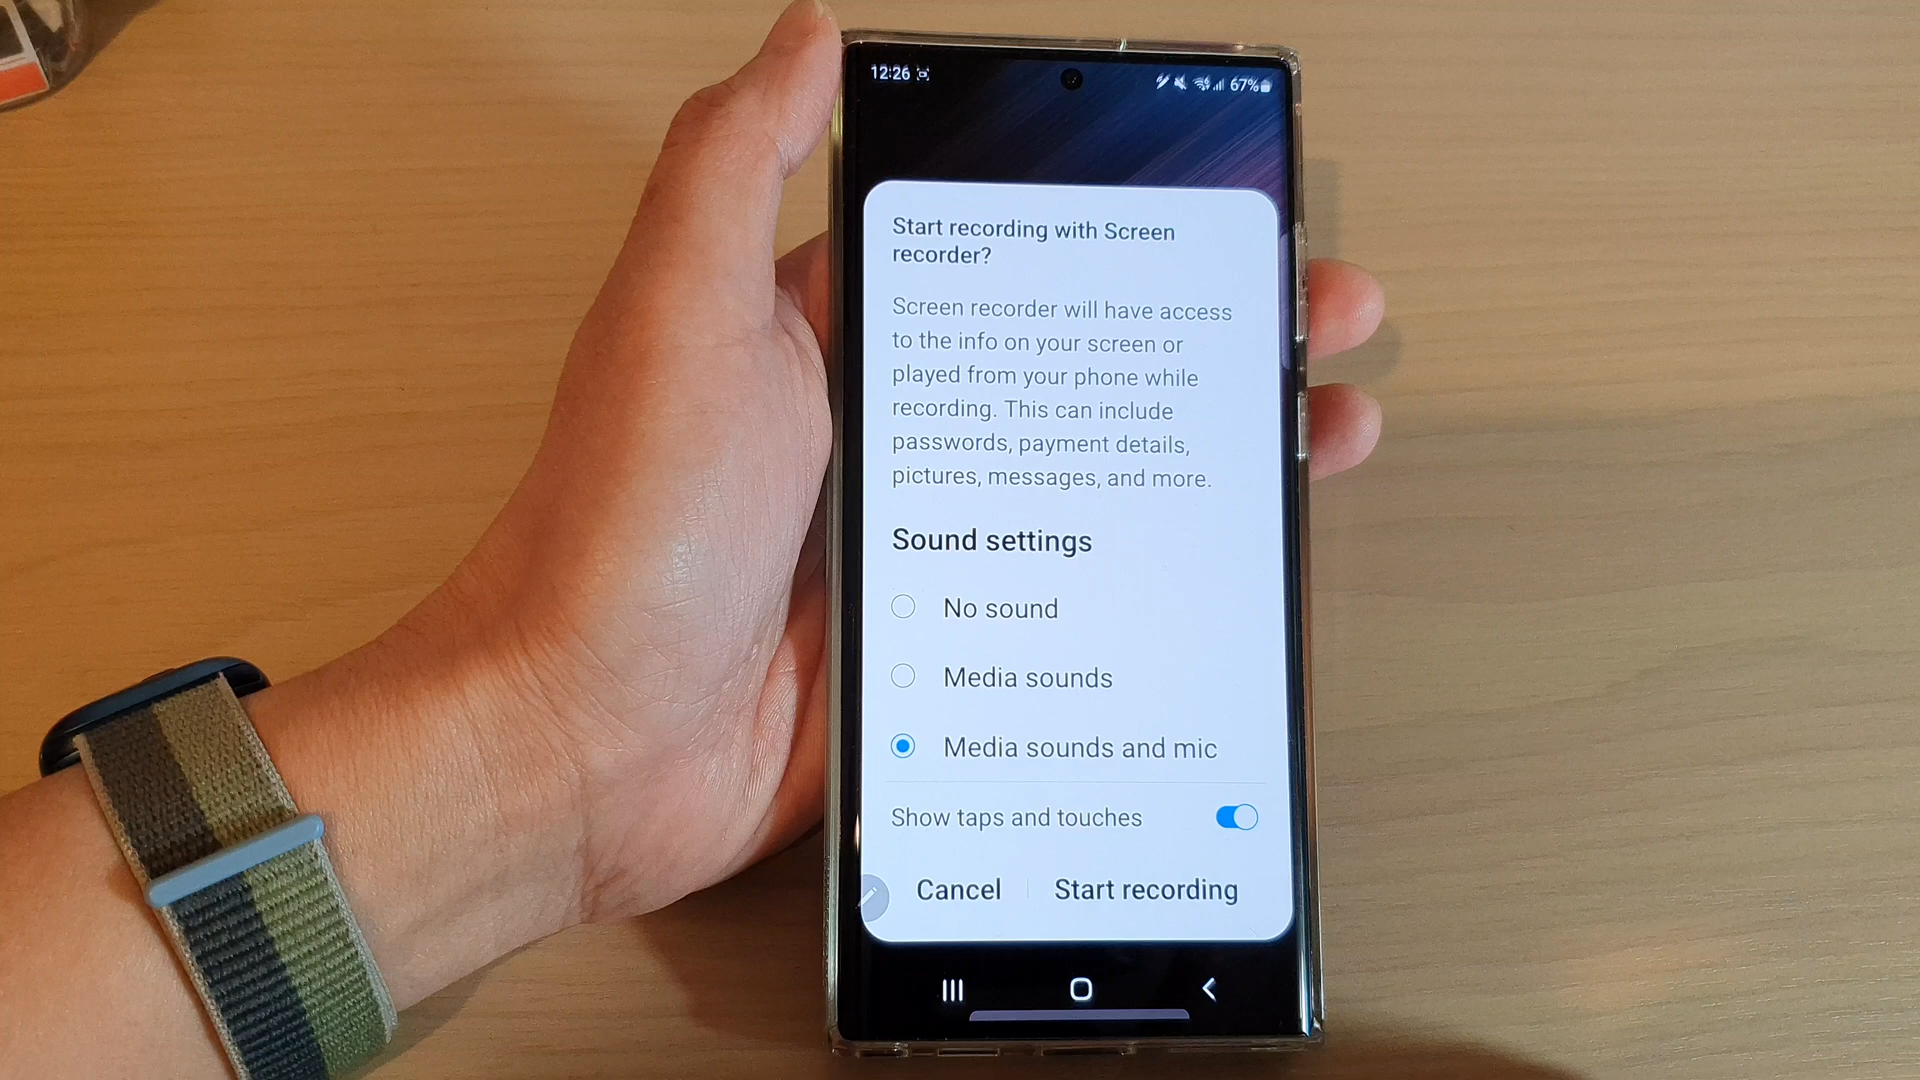 12:26 67%
Start recording with Screen
recorder?
Screen recorder will have access
to the info on your screen or
played from your phone while
recording. This can include
passwords, payment details,
pictures, messages, and more.
Sound settings
No sound
Media sounds
Media sounds and mic
Show taps and touches
Cancel Start recording